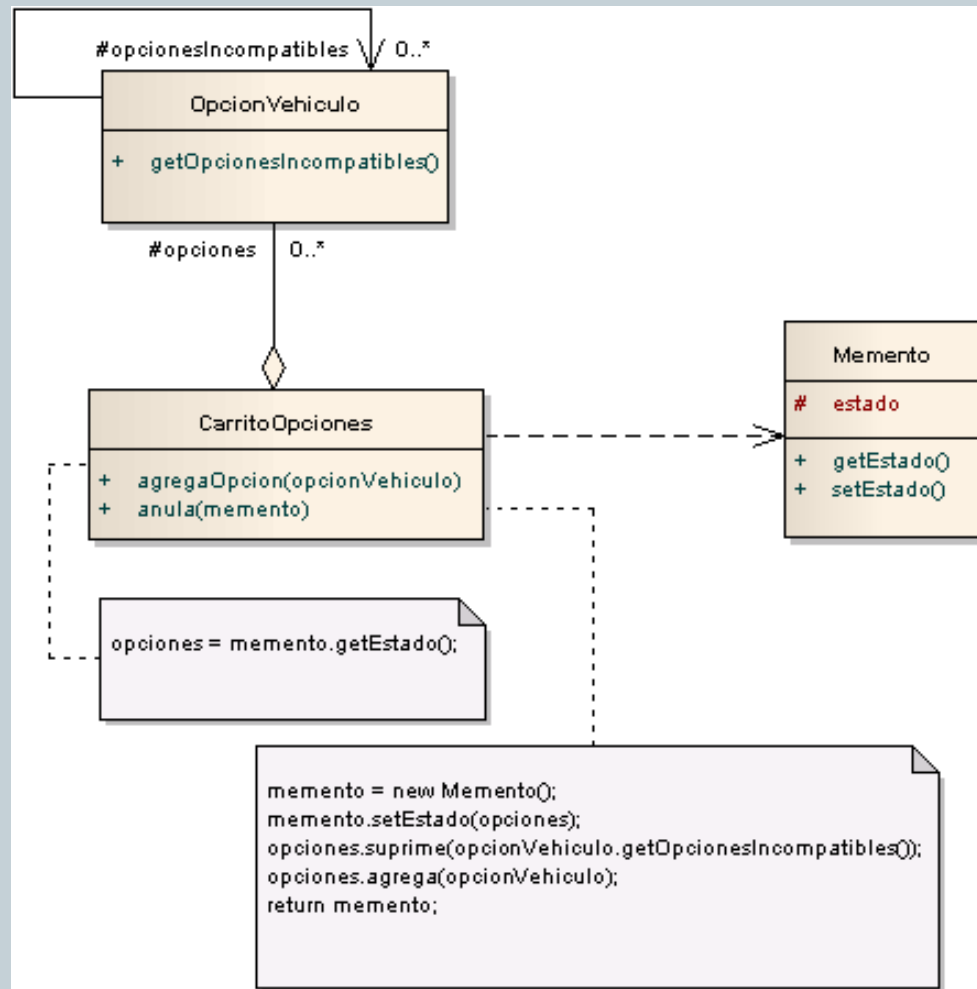 #opcionesIncompatibles 0..*
OpcionVehiculo
+ getOpcionesIncompatibles()
#opciones 0..*
Memento
# estado
+ getEstado()
+ setEstado()
CarritoOpciones
+ agregaOpcion(opcionVehiculo)
+ anula(memento)
opciones = memento.getEstado();
memento = new Memento();
memento.setEstado(opciones);
opciones.suprime(opcionVehiculo.getOpcionesIncompatibles());
opciones.agrega(opcionVehiculo);
return memento;